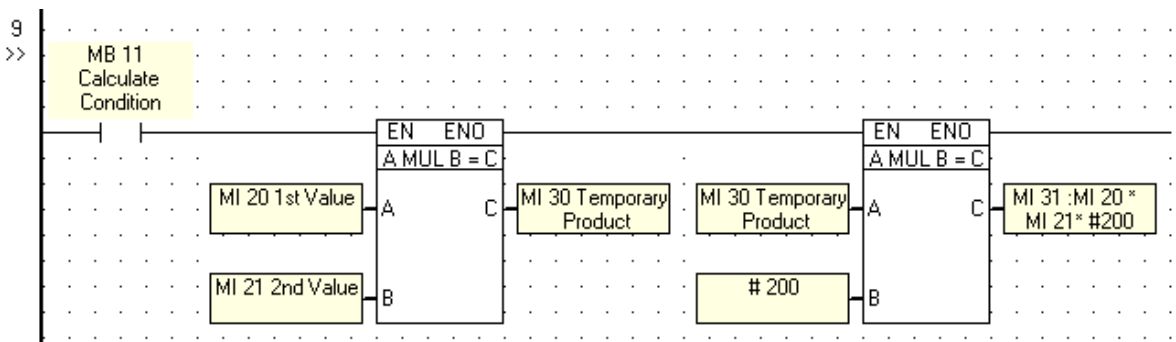 9
>>
MB 11
Calculate
Condition
EN ENO
A MUL B = C
MI 20 1st Value
A
C
MI 30 Temporary
Product
MI 21 2nd Value
B
EN ENO
A MUL B = C
MI 30 Temporary
Product
A
C
MI 31 :MI 20 *
MI 21* #200
# 200
B